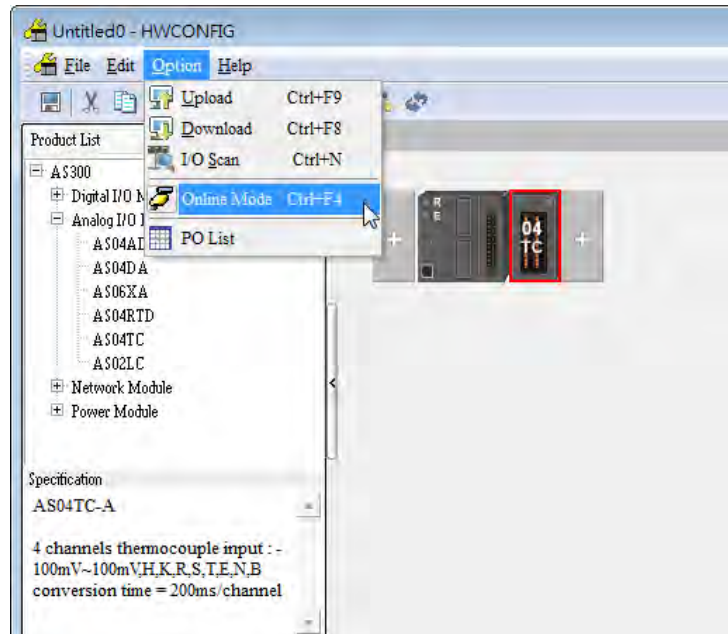 Untitled0 - HWCONFIG
File Edit Option Help
Upload Ctrl+F9
Download Ctrl+F8
I/O Scan Ctrl+N
Online Mode Ctrl+F4
PO List
Product List
AS300
Digital I/O
Analog I/O
AS04AD
AS04DA
AS06XA
AS04RTD
AS04TC
AS02LC
Network Module
Power Module
R
E
04
TC
Specification
AS04TC-A
4 channels thermocouple input : -
100mV~100mV,H,K,R,S,T,E,N,B
conversion time = 200ms/channel